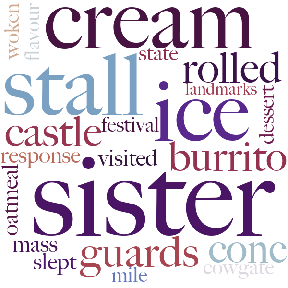 woken
flavour
cream
state
stall
rolled
landmarks
ice
dessert
castle
festival
response
visited
burrito
oatmeal
sister
mass
slept
guards
cone
cowgate
mile